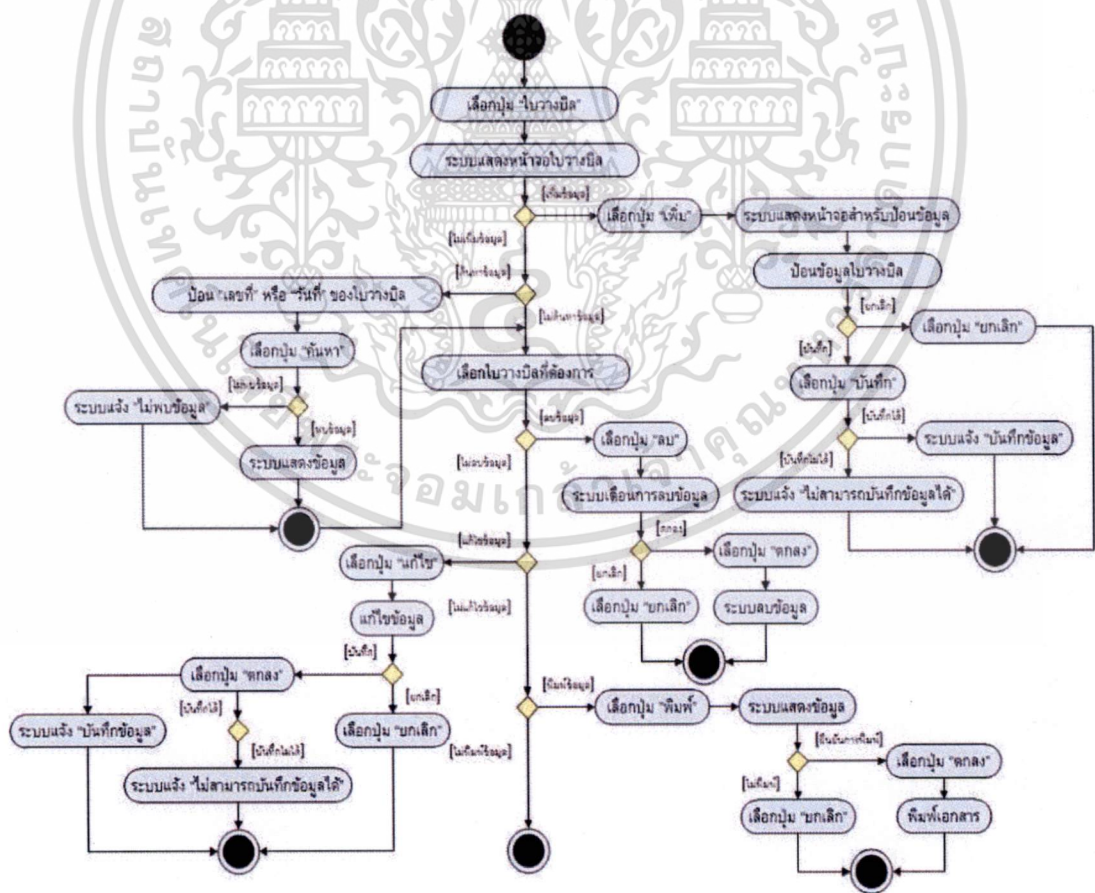 เลือกปุ่ม "ใบวางบิล"
ระบบแสดงหน้าจอใบวางบิล
[เพิ่มข้อมูล]
เลือกปุ่ม "เพิ่ม"
ระบบแสดงหน้าจอสำหรับป้อนข้อมูล
[ไม่เพิ่มข้อมูล]
ป้อนข้อมูลใบวางบิล
[ค้นหาข้อมูล]
ป้อน "เลขที่" หรือ "วันที่" ของใบวางบิล
[ไม่ค้นหาข้อมูล]
[ยกเลิก]
เลือกปุ่ม "ยกเลิก"
เลือกปุ่ม "ค้นหา"
[บันทึก]
เลือกใบวางบิลที่ต้องการ
เลือกปุ่ม "บันทึก"
[ไม่พบข้อมูล]
ระบบแจ้ง "ไม่พบข้อมูล"
[พบข้อมูล]
[ลบข้อมูล]
เลือกปุ่ม "ลบ"
[บันทึกได้]
ระบบแจ้ง "บันทึกข้อมูล"
ระบบแสดงข้อมูล
[ไม่ลบข้อมูล]
[บันทึกไม่ได้]
ระบบเตือนการลบข้อมูล
ระบบแจ้ง "ไม่สามารถบันทึกข้อมูลได้"
[ตกลง]
[แก้ไขข้อมูล]
เลือกปุ่ม "แก้ไข"
เลือกปุ่ม "ตกลง"
[ยกเลิก]
[ไม่แก้ไขข้อมูล]
เลือกปุ่ม "ยกเลิก"
ระบบลบข้อมูล
แก้ไขข้อมูล
[บันทึก]
เลือกปุ่ม "ตกลง"
[ยกเลิก]
[พิมพ์ข้อมูล]
เลือกปุ่ม "พิมพ์"
ระบบแสดงข้อมูล
[บันทึกได้]
ระบบแจ้ง "บันทึกข้อมูล"
เลือกปุ่ม "ยกเลิก"
[ไม่พิมพ์ข้อมูล]
[ยืนยันการพิมพ์]
[บันทึกไม่ได้]
เลือกปุ่ม "ตกลง"
ระบบแจ้ง "ไม่สามารถบันทึกข้อมูลได้"
[ไม่พิมพ์]
เลือกปุ่ม "ยกเลิก"
พิมพ์เอกสาร